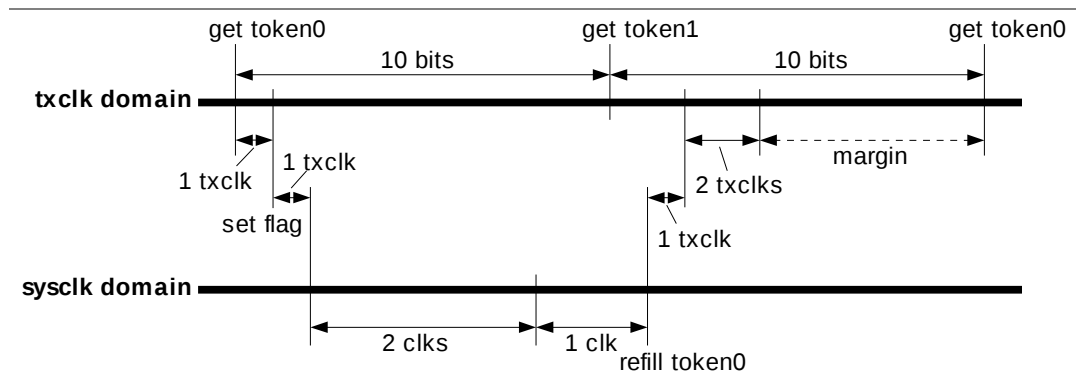 get token0
get token1
get token0
10 bits
10 bits
txclk domain
1 txclk
margin
1 txclk
2 txclks
set flag
1 txclk
sysclk domain
2 clks
1 clk
refill token0